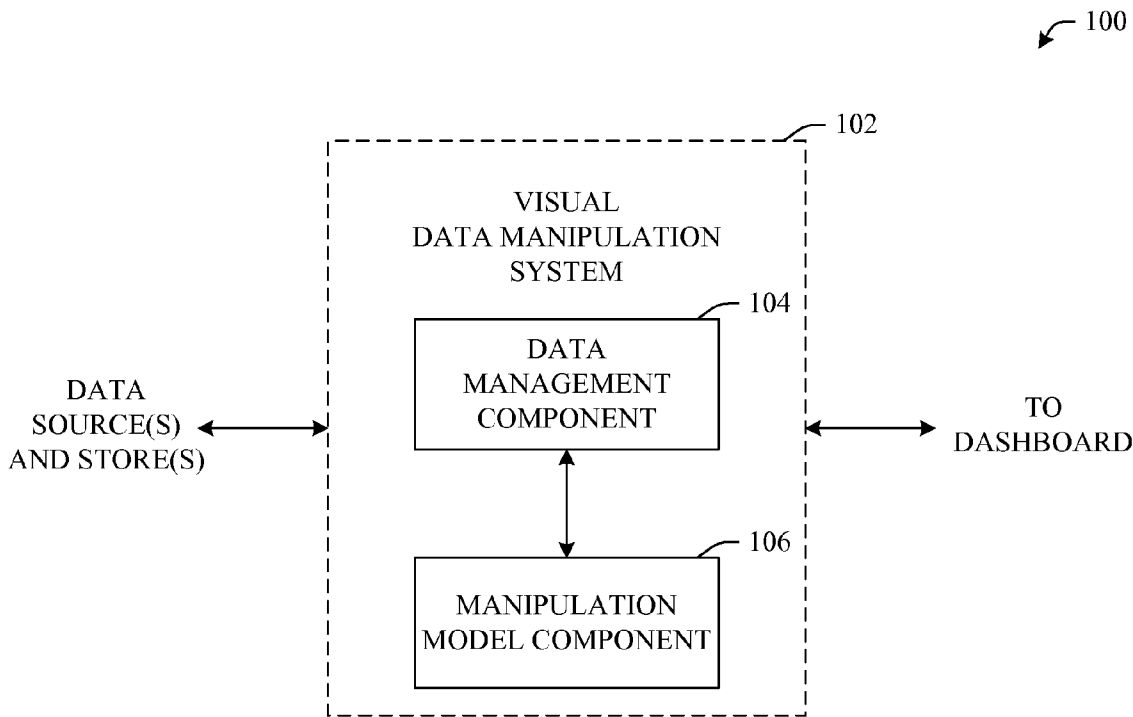 100
102
VISUAL
DATA MANIPULATION
SYSTEM
104
DATA
MANAGEMENT
COMPONENT
DATA
SOURCE(S)
AND STORE(S)
TO
DASHBOARD
106
MANIPULATION
MODEL COMPONENT